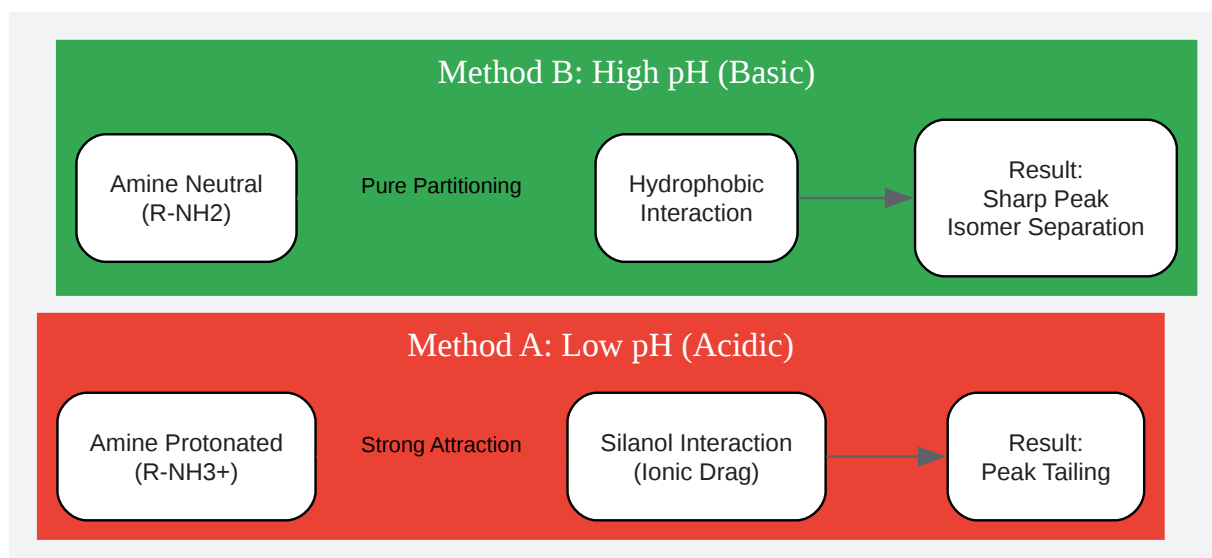 Method B: High pH (Basic)
Amine Neutral
(R-NH2)
Pure Partitioning
Hydrophobic
Interaction
Result:
Sharp Peak
Isomer Separation
Method A: Low pH (Acidic)
Amine Protonated
(R-NH3+)
Strong Attraction
Silanol Interaction
(Ionic Drag)
Result:
Peak Tailing